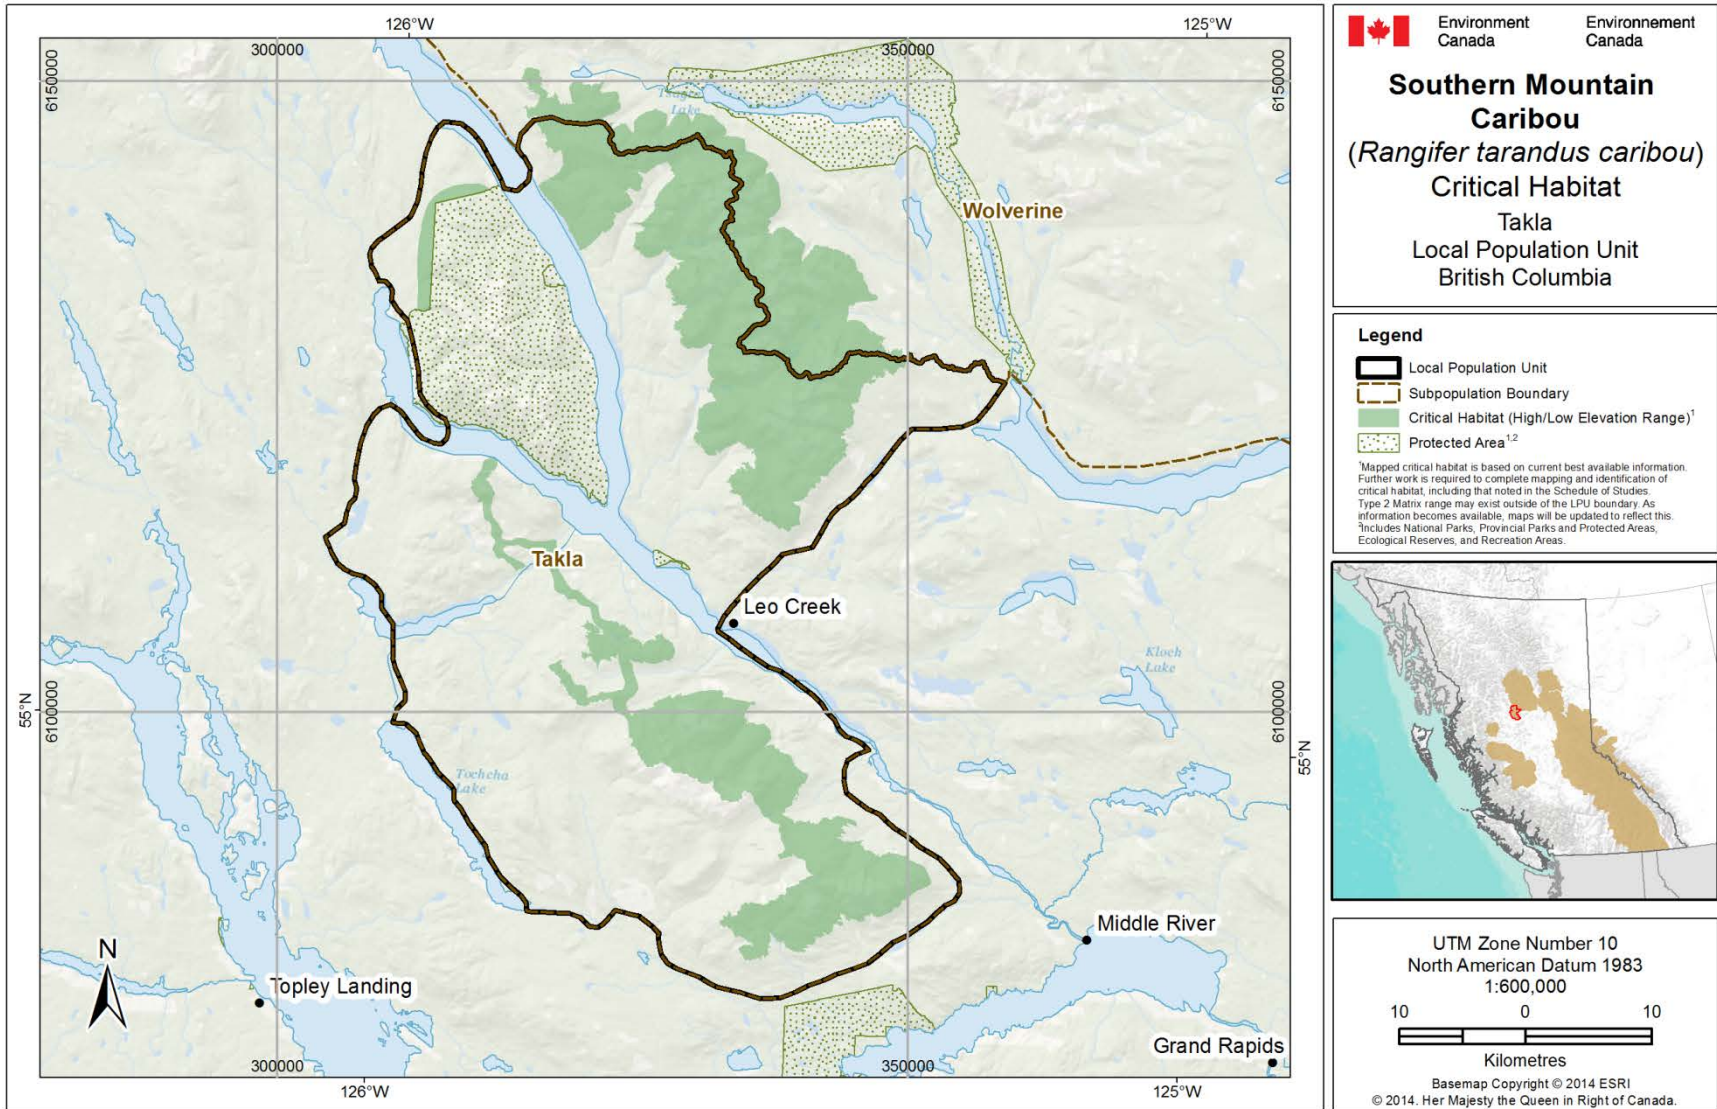 126°W
125°W
300000
350000
6150000
6150000
Tsayta
Lake
Wolverine
Takla
Leo Creek
Kloch
Lake
55°N
6100000
6100000
55°N
Tochcha
Lake
Middle River
N
Topley Landing
Grand Rapids
300000
350000
126°W
125°W
Environment
Canada
Environnement
Canada
Southern Mountain
Caribou
(Rangifer tarandus caribou)
Critical Habitat
Takla
Local Population Unit
British Columbia
Legend
Local Population Unit
Subpopulation Boundary
Critical Habitat (High/Low Elevation Range)¹
Protected Area¹,²
¹Mapped critical habitat is based on current best available information.
Further work is required to complete mapping and identification of
critical habitat, including that noted in the Schedule of Studies.
Type 2 Matrix range may exist outside of the LPU boundary. As
information becomes available, maps will be updated to reflect this.
²Includes National Parks, Provincial Parks and Protected Areas,
Ecological Reserves, and Recreation Areas.
UTM Zone Number 10
North American Datum 1983
1:600,000
10 0 10
Kilometres
Basemap Copyright © 2014 ESRI
© 2014. Her Majesty the Queen in Right of Canada.